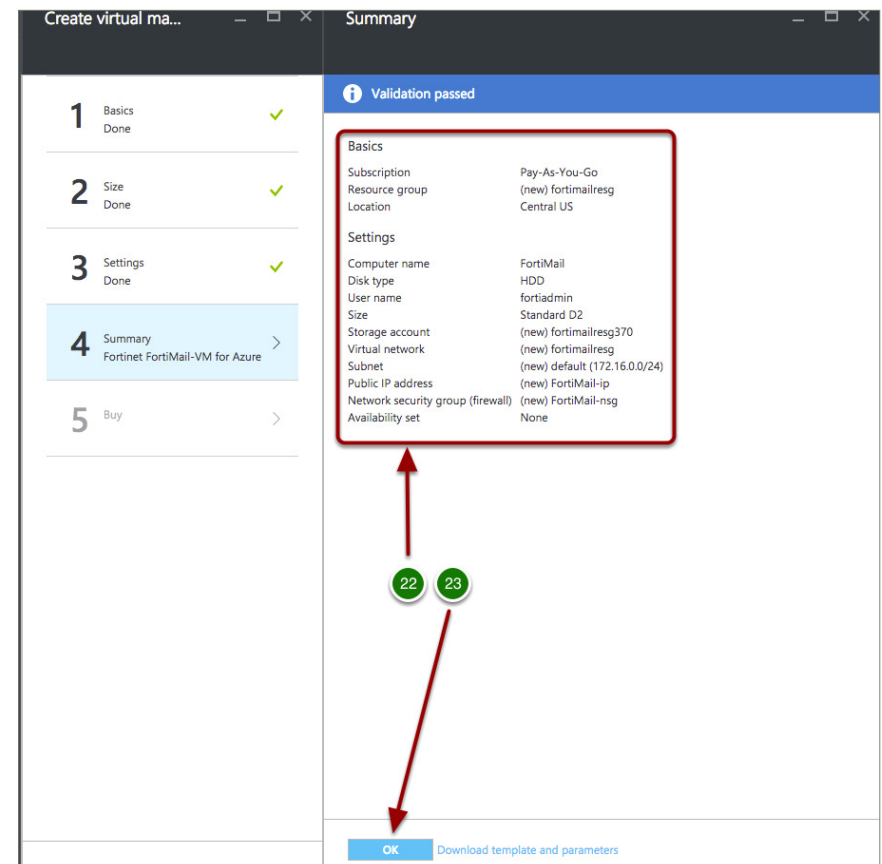 Create virtual ma...
Summary
Validation passed
1 Basics
Done
2 Size
Done
3 Settings
Done
4 Summary
Fortinet FortiMail-VM for Azure
5 Buy
Basics
Subscription Pay-As-You-Go
Resource group (new) fortimailresg
Location Central US
Settings
Computer name FortiMail
Disk type HDD
User name fortiadmin
Size Standard D2
Storage account (new) fortimailresg370
Virtual network (new) fortimailresg
Subnet (new) default (172.16.0.0/24)
Public IP address (new) FortiMail-ip
Network security group (firewall) (new) FortiMail-nsg
Availability set None
22 23
OK Download template and parameters